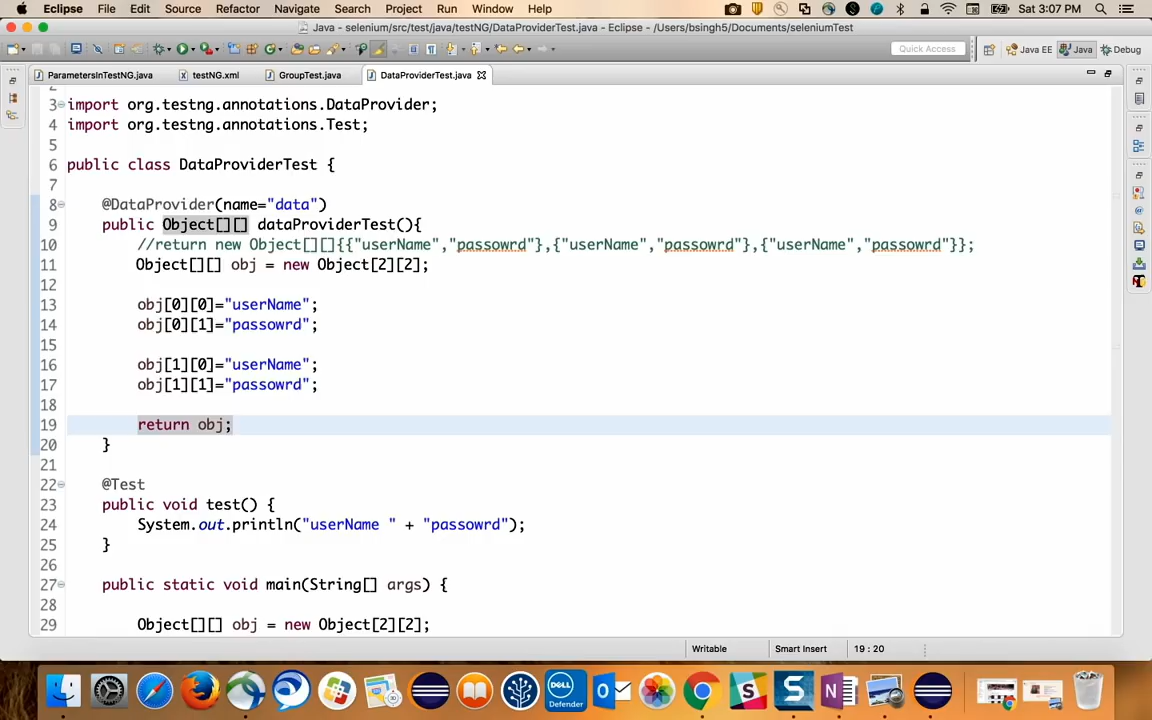 Eclipse File Edit Source Refactor Navigate Search Project Run Window Help Sat 3:07 PM
Java - selenium/src/test/java/testNG/DataProviderTest.java - Eclipse - /Users/bsingh5/Documents/seleniumTest
Quick Access Java EE Java Debug
ParametersInTestNG.java testNG.xml GroupTest.java DataProviderTest.java
2
3 import org.testng.annotations.DataProvider;
4 import org.testng.annotations.Test;
5
6 public class DataProviderTest {
7
8 @DataProvider(name="data")
9 public Object[][] dataProviderTest(){
10 //return new Object[][]{{"userName","passowrd"},{"userName","passowrd"},{"userName","passowrd"}};
11 Object[][] obj = new Object[2][2];
12
13 obj[0][0]="userName";
14 obj[0][1]="passowrd";
15
16 obj[1][0]="userName";
17 obj[1][1]="passowrd";
18
19 return obj;
20 }
21
22 @Test
23 public void test() {
24 System.out.println("userName " + "passowrd");
25 }
26
27 public static void main(String[] args) {
28
29 Object[][] obj = new Object[2][2];
Writable Smart Insert 19 : 20
DELL
Defender